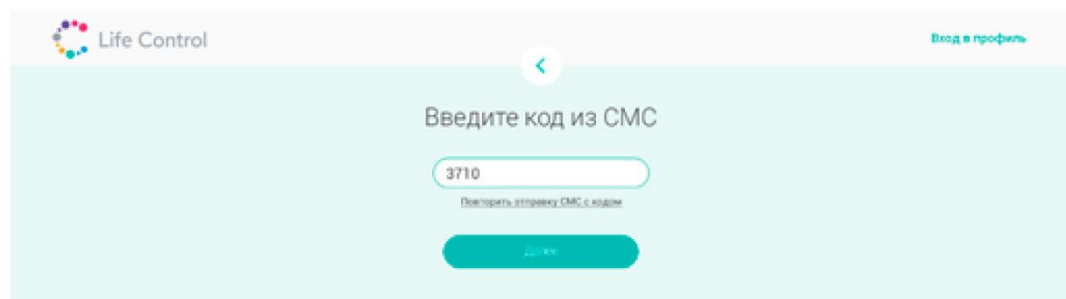 Life Control
Вход в профиль
Введите код из СМС
3710
Повторить отправку СМС с кодом
Далее